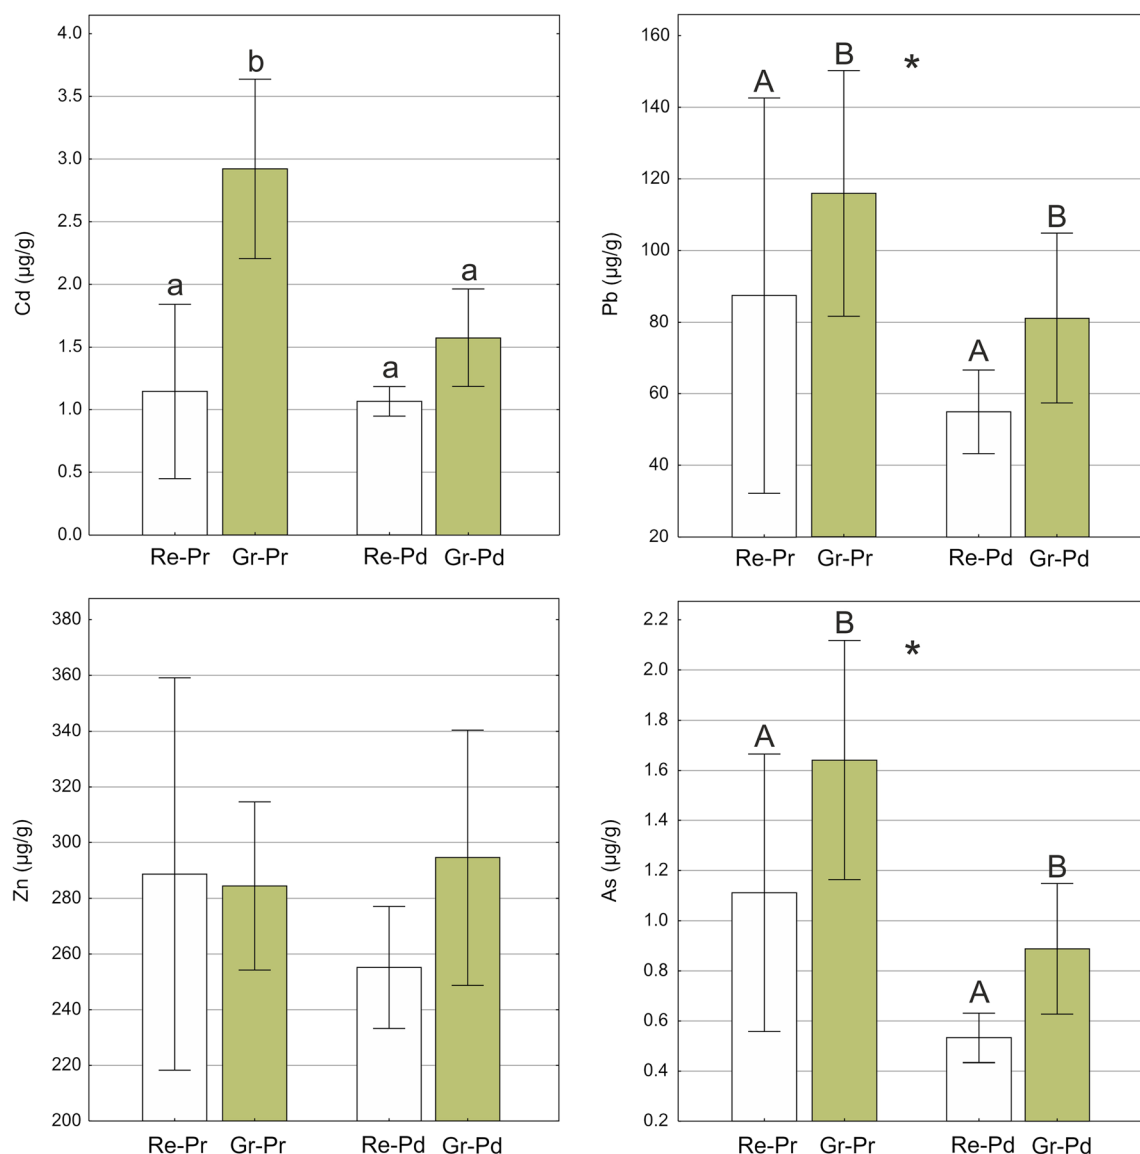 Cd (µg/g)
4.0
3.5
3.0
2.5
2.0
1.5
1.0
0.5
0.0
a
b
a
a
Re-Pr Gr-Pr Re-Pd Gr-Pd
Pb (µg/g)
160
140
120
100
80
60
40
20
A
B
*
A
B
Re-Pr Gr-Pr Re-Pd Gr-Pd
Zn (µg/g)
380
360
340
320
300
280
260
240
220
200
Re-Pr Gr-Pr Re-Pd Gr-Pd
As (µg/g)
2.2
2.0
1.8
1.6
1.4
1.2
1.0
0.8
0.6
0.4
0.2
A
B
*
A
B
Re-Pr Gr-Pr Re-Pd Gr-Pd